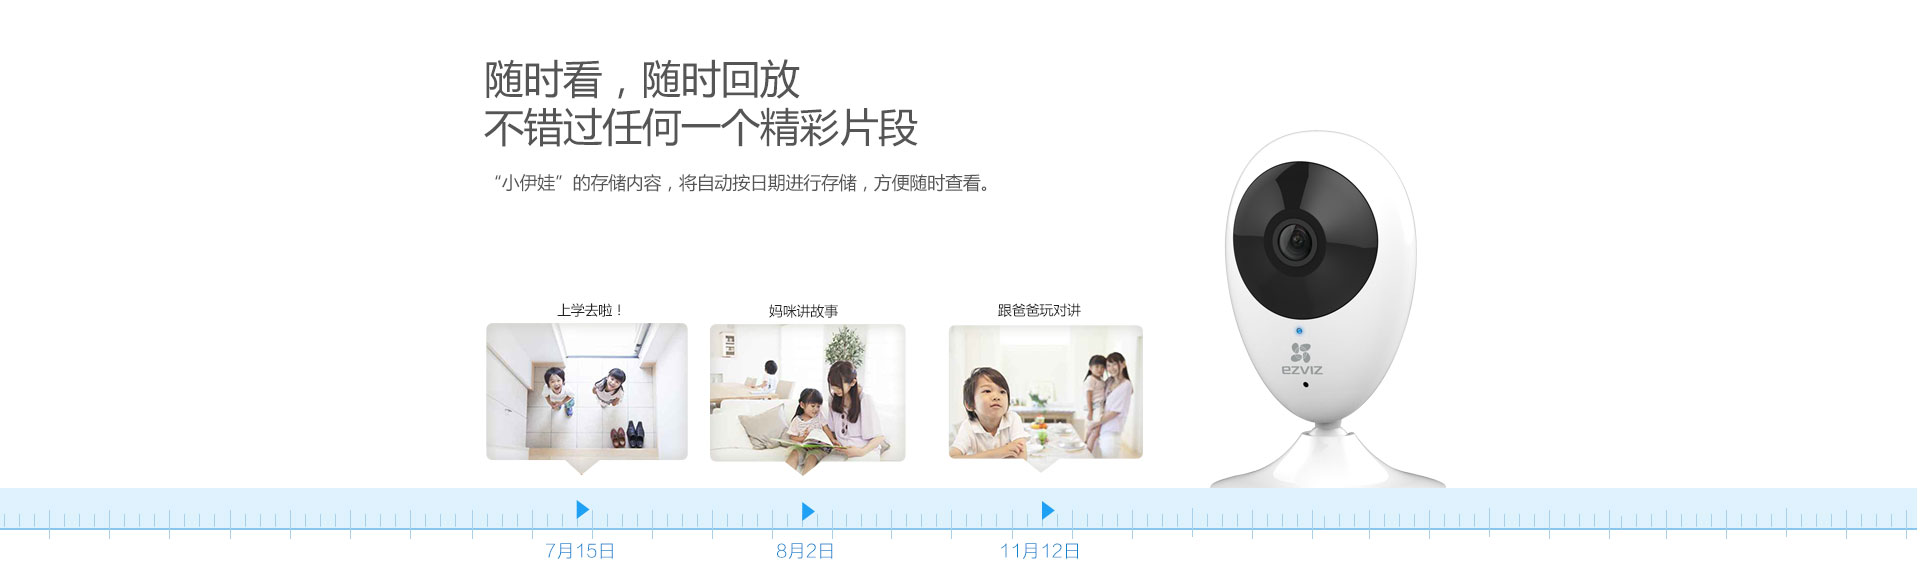 随时看，随时回放
不错过任何一个精彩片段
“小伊娃”的存储内容，将自动按日期进行存储，方便随时查看。
上学去啦！
妈咪讲故事
跟爸爸玩对讲
ezviz
7月15日
8月2日
11月12日